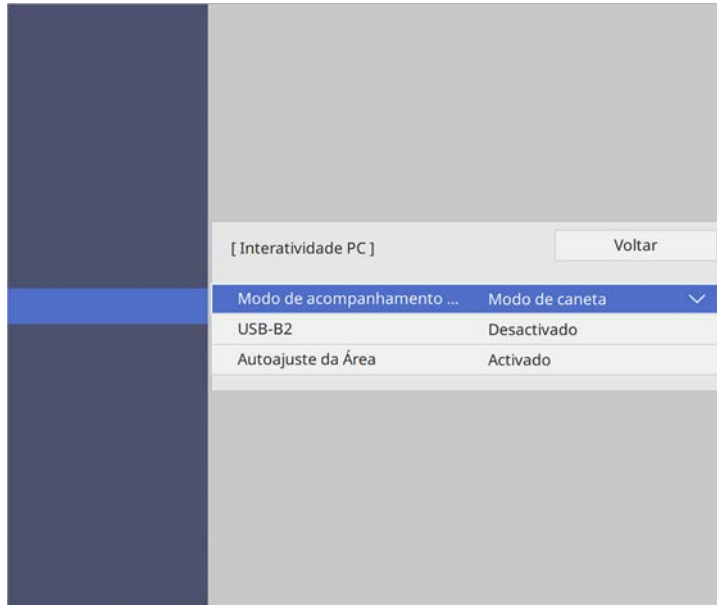 [ Interatividade PC ] Voltar
Modo de acompanhamento ... Modo de caneta
USB-B2 Desactivado
Autoajuste da Área Activado